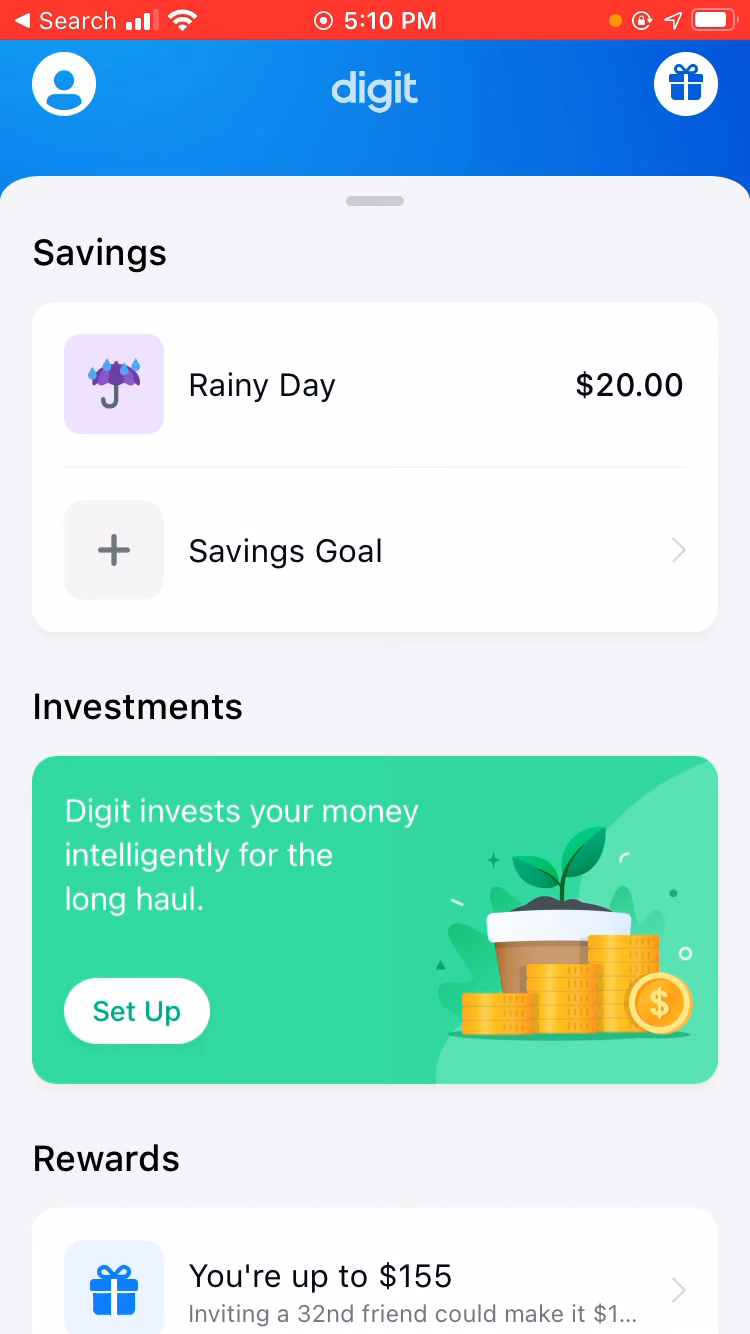 Search 5:10 PM
digit
Savings
Rainy Day $20.00
Savings Goal
Investments
Digit invests your money
intelligently for the
long haul.
$
Set Up
Rewards
You're up to $155
Inviting a 32nd friend could make it $1...